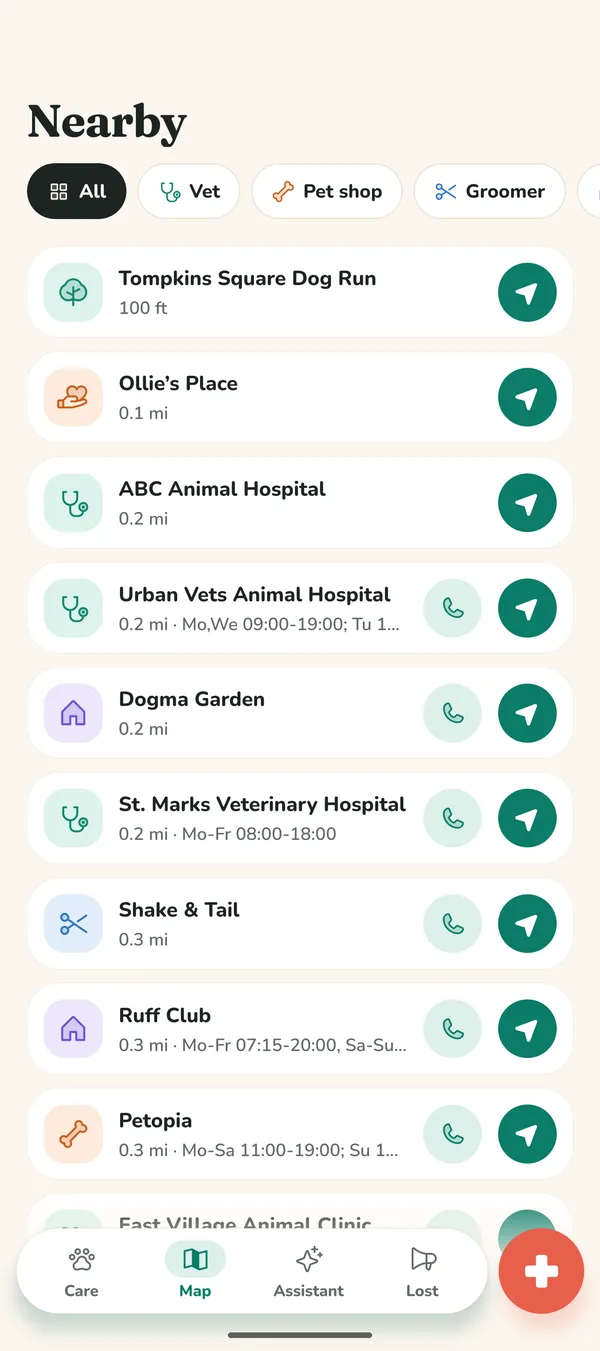 Nearby
All
Vet
Pet shop
Groomer
Tompkins Square Dog Run
100 ft
Ollie’s Place
0.1 mi
ABC Animal Hospital
0.2 mi
Urban Vets Animal Hospital
0.2 mi · Mo,We 09:00-19:00; Tu 1...
Dogma Garden
0.2 mi
St. Marks Veterinary Hospital
0.2 mi · Mo-Fr 08:00-18:00
Shake & Tail
0.3 mi
Ruff Club
0.3 mi · Mo-Fr 07:15-20:00, Sa-Su...
Petopia
0.3 mi · Mo-Sa 11:00-19:00; Su 1...
East Village Animal Clinic
Care
Map
Assistant
Lost